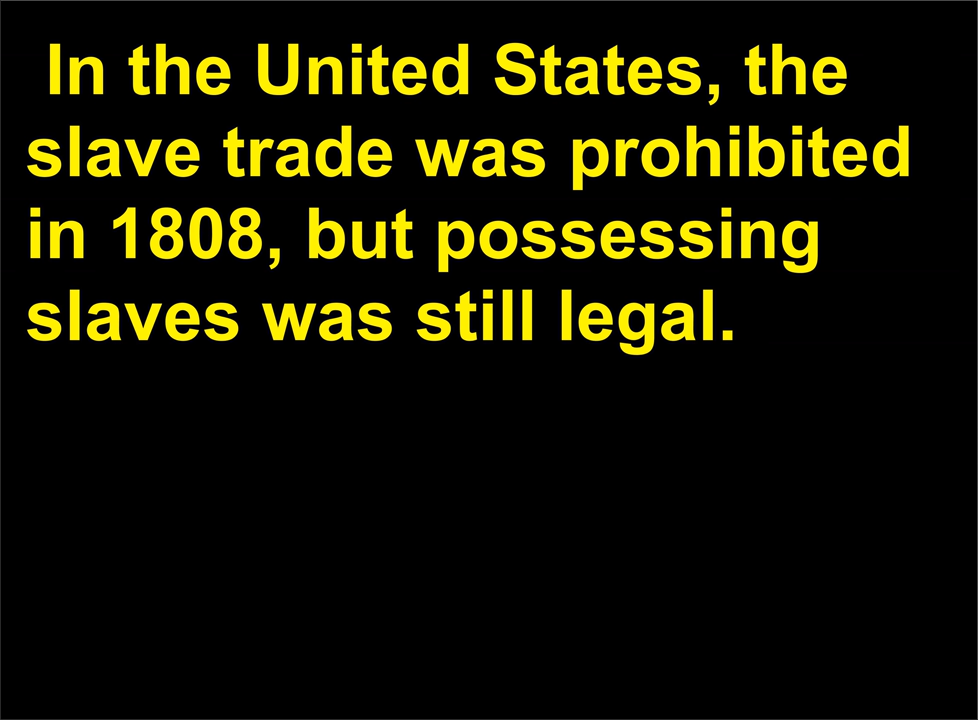 In the United States, the
slave trade was prohibited
in 1808, but possessing
slaves was still legal.